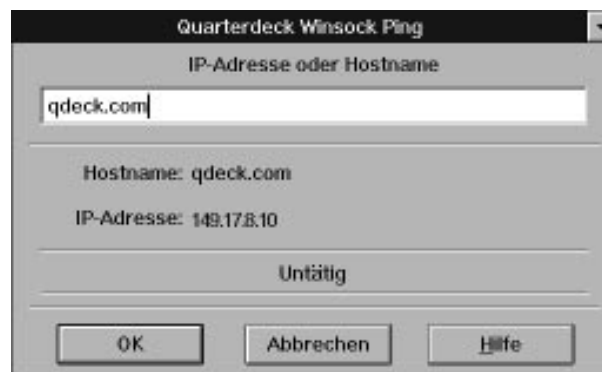 Quarterdeck Winsock Ping
IP-Adresse oder Hostname
qdeck.com
Hostname: qdeck.com
IP-Adresse: 149.17.8.10
Untätig
OK Abbrechen Hilfe